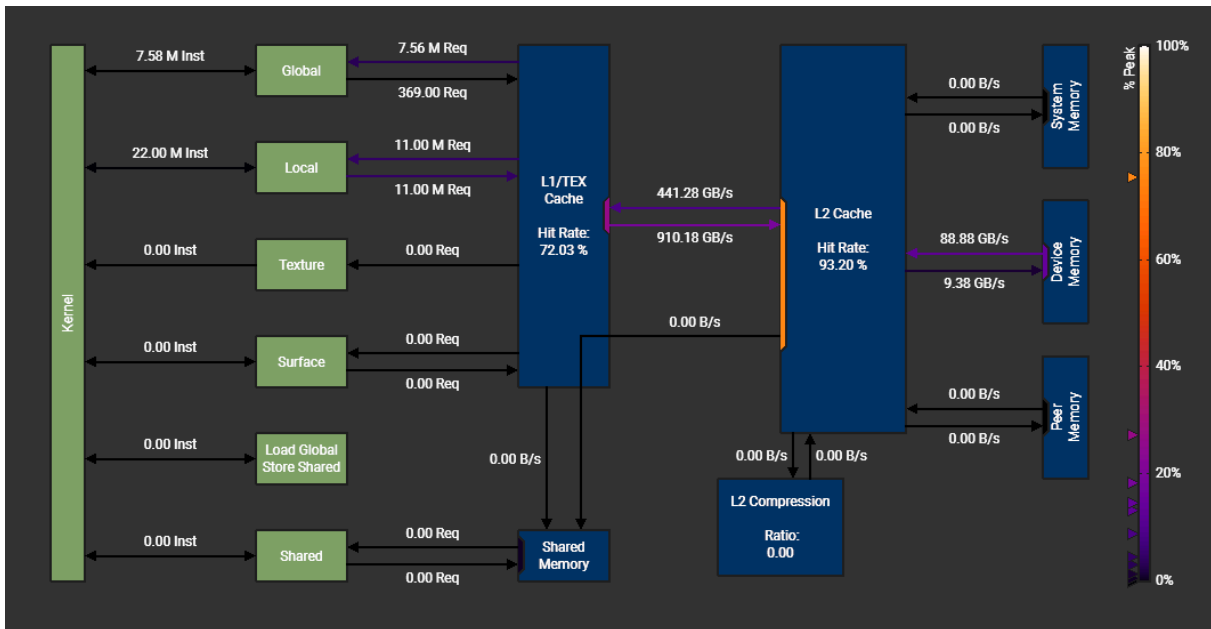 Kernel
7.58 M Inst
Global
7.56 M Req
369.00 Req
22.00 M Inst
Local
11.00 M Req
11.00 M Req
0.00 Inst
Texture
0.00 Req
0.00 Inst
Surface
0.00 Req
0.00 Req
0.00 Inst
Load Global
Store Shared
0.00 Inst
Shared
0.00 Req
0.00 Req
L1/TEX
Cache
Hit Rate:
72.03 %
0.00 B/s
Shared
Memory
441.28 GB/s
910.18 GB/s
0.00 B/s
L2 Cache
Hit Rate:
93.20 %
0.00 B/s
0.00 B/s
L2 Compression
Ratio:
0.00
0.00 B/s
0.00 B/s
System
Memory
88.88 GB/s
9.38 GB/s
Device
Memory
0.00 B/s
0.00 B/s
Peer
Memory
% Peak
100%
80%
60%
40%
20%
0%